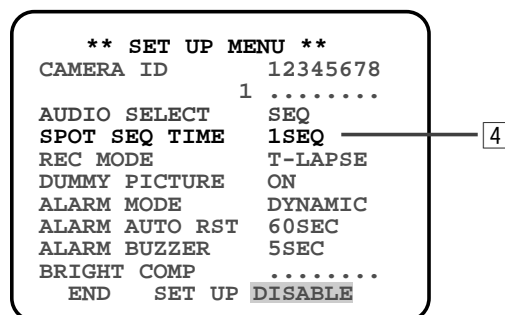 ** SET UP MENU **
CAMERA ID 12345678
1 ........
AUDIO SELECT SEQ
SPOT SEQ TIME 1SEQ 4
REC MODE T-LAPSE
DUMMY PICTURE ON
ALARM MODE DYNAMIC
ALARM AUTO RST 60SEC
ALARM BUZZER 5SEC
BRIGHT COMP ........
END SET UP DISABLE